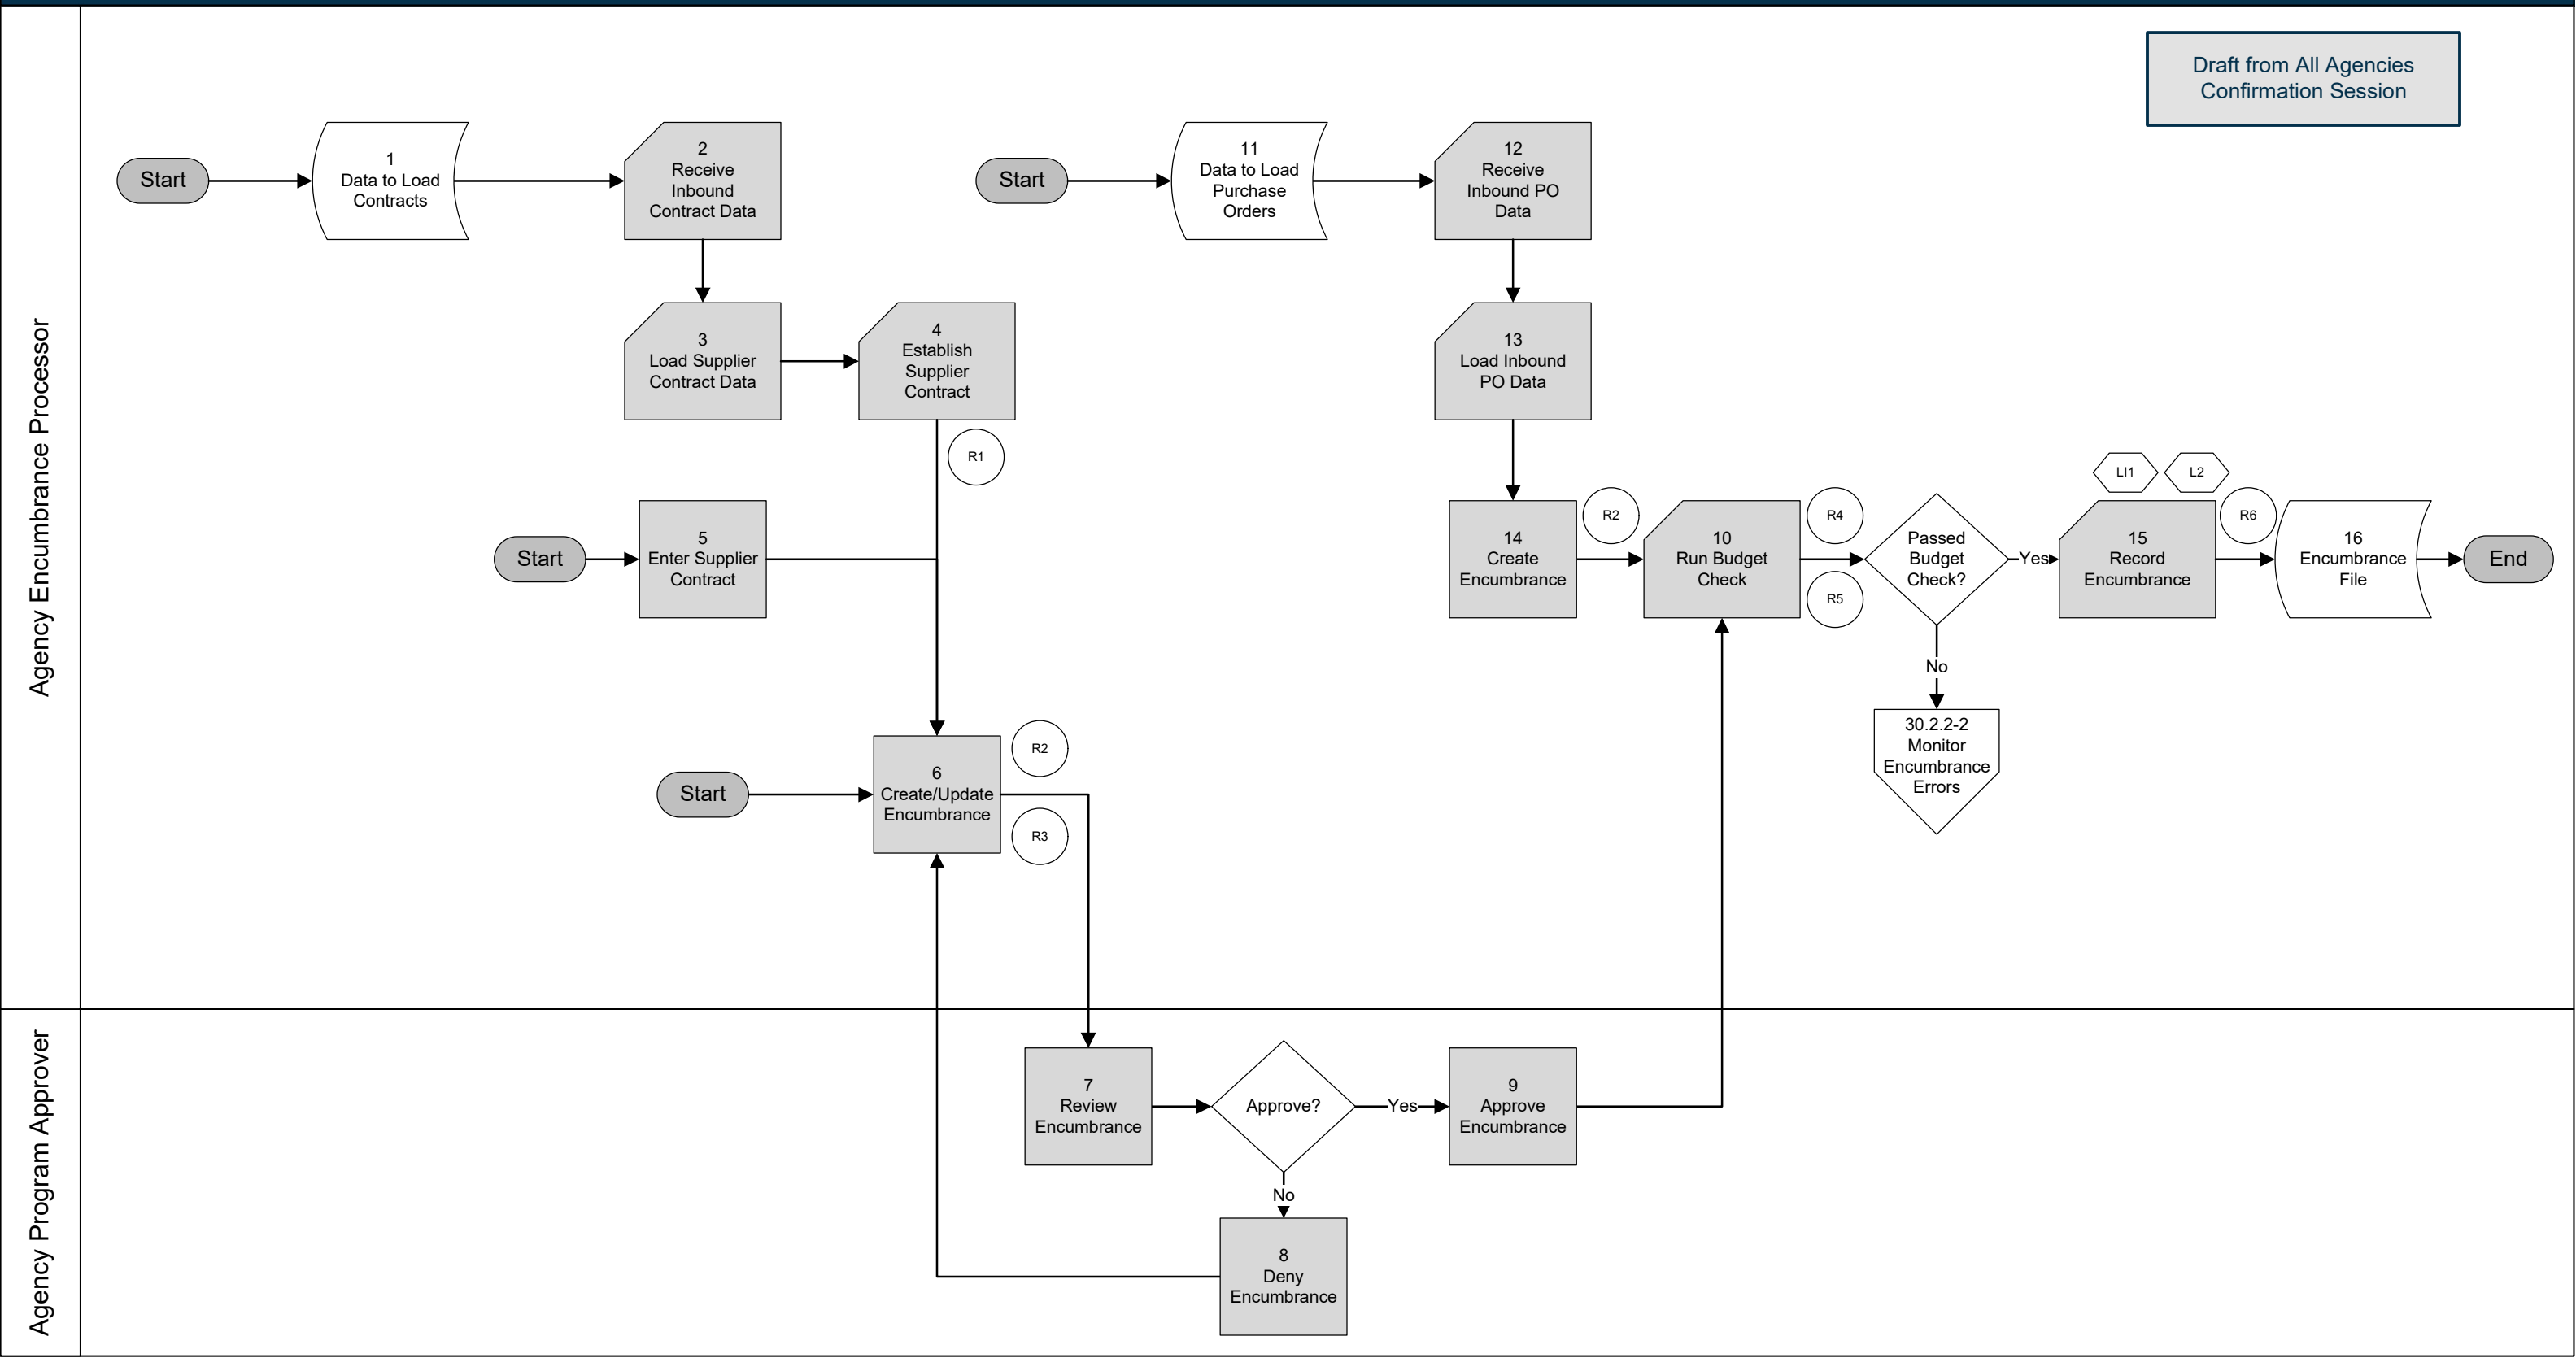 Draft from All Agencies
Confirmation Session
Agency Encumbrance Processor
Start
1
Data to Load
Contracts
2
Receive
Inbound
Contract Data
Start
11
Data to Load
Purchase
Orders
12
Receive
Inbound PO
Data
3
Load Supplier
Contract Data
4
Establish
Supplier
Contract
13
Load Inbound
PO Data
R1
Start
5
Enter Supplier
Contract
14
Create
Encumbrance
R2
10
Run Budget
Check
R4
R5
Passed
Budget
Check?
Yes
LI1
L2
15
Record
Encumbrance
R6
16
Encumbrance
File
End
No
30.2.2-2
Monitor
Encumbrance
Errors
Start
6
Create/Update
Encumbrance
R2
R3
Agency Program Approver
7
Review
Encumbrance
Approve?
Yes
9
Approve
Encumbrance
No
8
Deny
Encumbrance